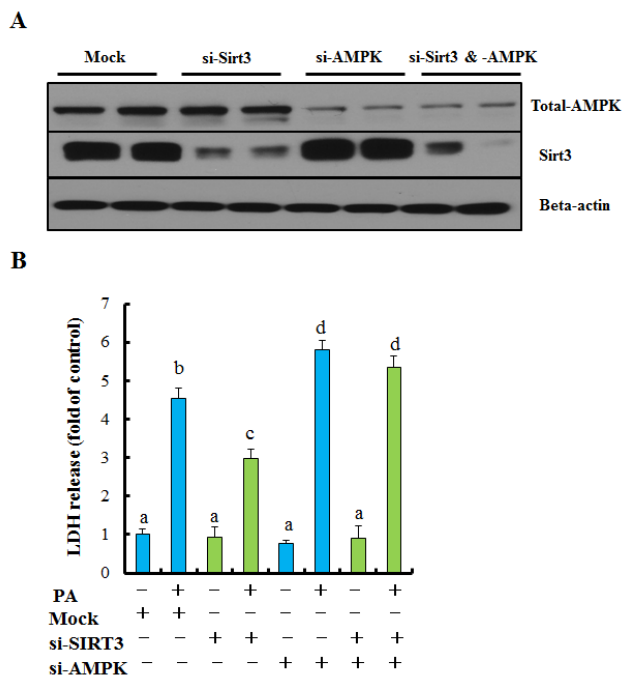 A
Mock si-Sirt3 si-AMPK si-Sirt3 & -AMPK
Total-AMPK
Sirt3
Beta-actin
B
LDH release (fold of control)
7
6
5
4
3
2
1
0
a b a c a d a d
PA − + − + − + − +
Mock + + − − − − − −
si-SIRT3 − − + + − − + +
si-AMPK − − − − + + + +